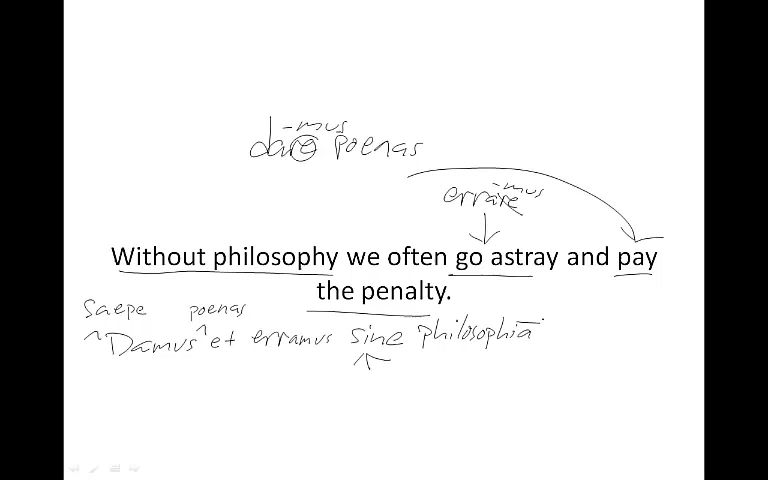 -mus
dare poenas
-mus
errare
Without philosophy we often go astray and pay
the penalty.
Saepe poenas
^Damus^et erramus sine philosophiā.